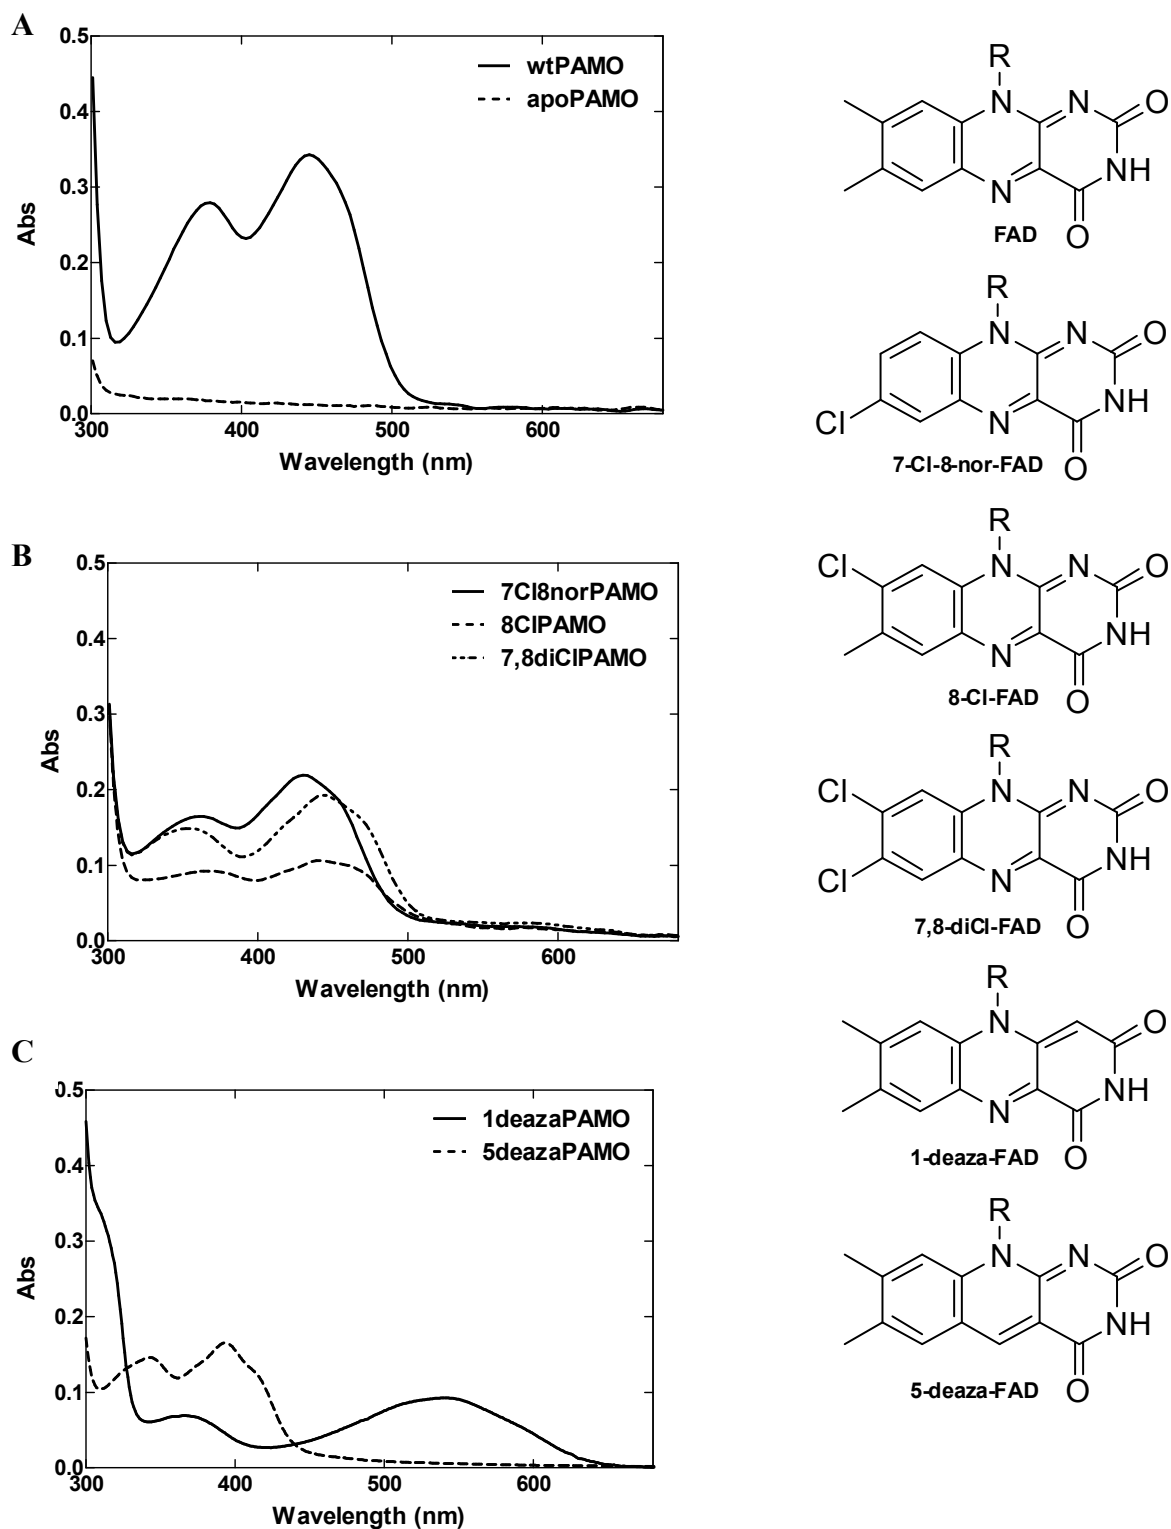 A
0.5
0.4
0.3
0.2
0.1
0.0
Abs
300
400
500
600
Wavelength (nm)
wtPAMO
apoPAMO
B
0.5
0.4
0.3
0.2
0.1
0.0
Abs
300
400
500
600
Wavelength (nm)
7Cl8norPAMO
8ClPAMO
7,8diClPAMO
C
0.5
0.4
0.3
0.2
0.1
0.0
Abs
300
400
500
600
Wavelength (nm)
1deazaPAMO
5deazaPAMO
R
N
N
O
N
NH
O
FAD
R
N
N
O
Cl
N
NH
O
7-Cl-8-nor-FAD
R
Cl
N
N
O
N
NH
O
8-Cl-FAD
R
Cl
N
N
O
Cl
N
NH
O
7,8-diCl-FAD
R
N
O
N
NH
O
1-deaza-FAD
R
N
N
O
NH
O
5-deaza-FAD